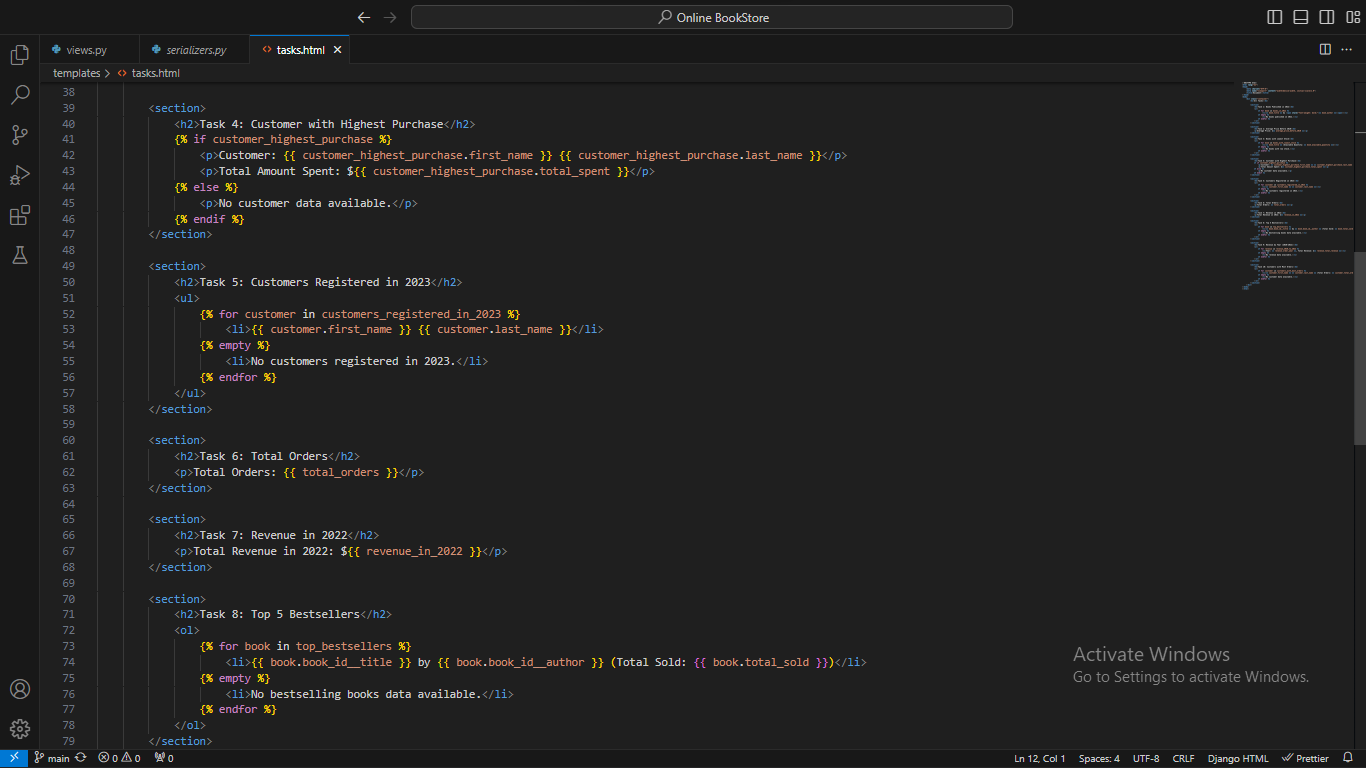 Online BookStore
views.py
serializers.py
tasks.html
templates > tasks.html
38
39 <section>
40 <h2>Task 4: Customer with Highest Purchase</h2>
41 {% if customer_highest_purchase %}
42 <p>Customer: {{ customer_highest_purchase.first_name }} {{ customer_highest_purchase.last_name }}</p>
43 <p>Total Amount Spent: ${{ customer_highest_purchase.total_spent }}</p>
44 {% else %}
45 <p>No customer data available.</p>
46 {% endif %}
47 </section>
48
49 <section>
50 <h2>Task 5: Customers Registered in 2023</h2>
51 <ul>
52 {% for customer in customers_registered_in_2023 %}
53 <li>{{ customer.first_name }} {{ customer.last_name }}</li>
54 {% empty %}
55 <li>No customers registered in 2023.</li>
56 {% endfor %}
57 </ul>
58 </section>
59
60 <section>
61 <h2>Task 6: Total Orders</h2>
62 <p>Total Orders: {{ total_orders }}</p>
63 </section>
64
65 <section>
66 <h2>Task 7: Revenue in 2022</h2>
67 <p>Total Revenue in 2022: ${{ revenue_in_2022 }}</p>
68 </section>
69
70 <section>
71 <h2>Task 8: Top 5 Bestsellers</h2>
72 <ol>
73 {% for book in top_bestsellers %}
74 <li>{{ book.book_id__title }} by {{ book.book_id__author }} (Total Sold: {{ book.total_sold }})</li>
75 {% empty %}
76 <li>No bestselling books data available.</li>
77 {% endfor %}
78 </ol>
79 </section>
Activate Windows
Go to Settings to activate Windows.
main 0 0 0 Ln 12, Col 1 Spaces: 4 UTF-8 CRLF Django HTML Prettier